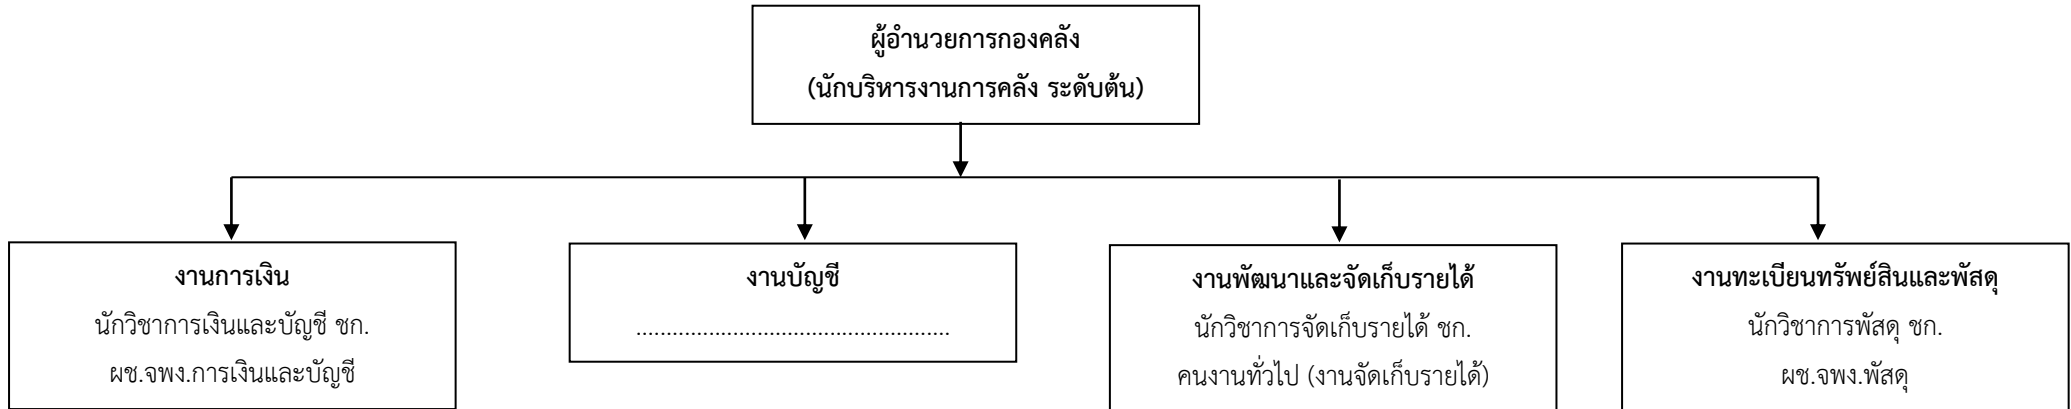 ผู้อำนวยการกองคลัง
(นักบริหารงานการคลัง ระดับต้น)
งานการเงิน
นักวิชาการเงินและบัญชี ชก.
ผช.จพง.การเงินและบัญชี
งานบัญชี
....................................................
งานพัฒนาและจัดเก็บรายได้
นักวิชาการจัดเก็บรายได้ ชก.
คนงานทั่วไป (งานจัดเก็บรายได้)
งานทะเบียนทรัพย์สินและพัสดุ
นักวิชาการพัสดุ ชก.
ผช.จพง.พัสดุ